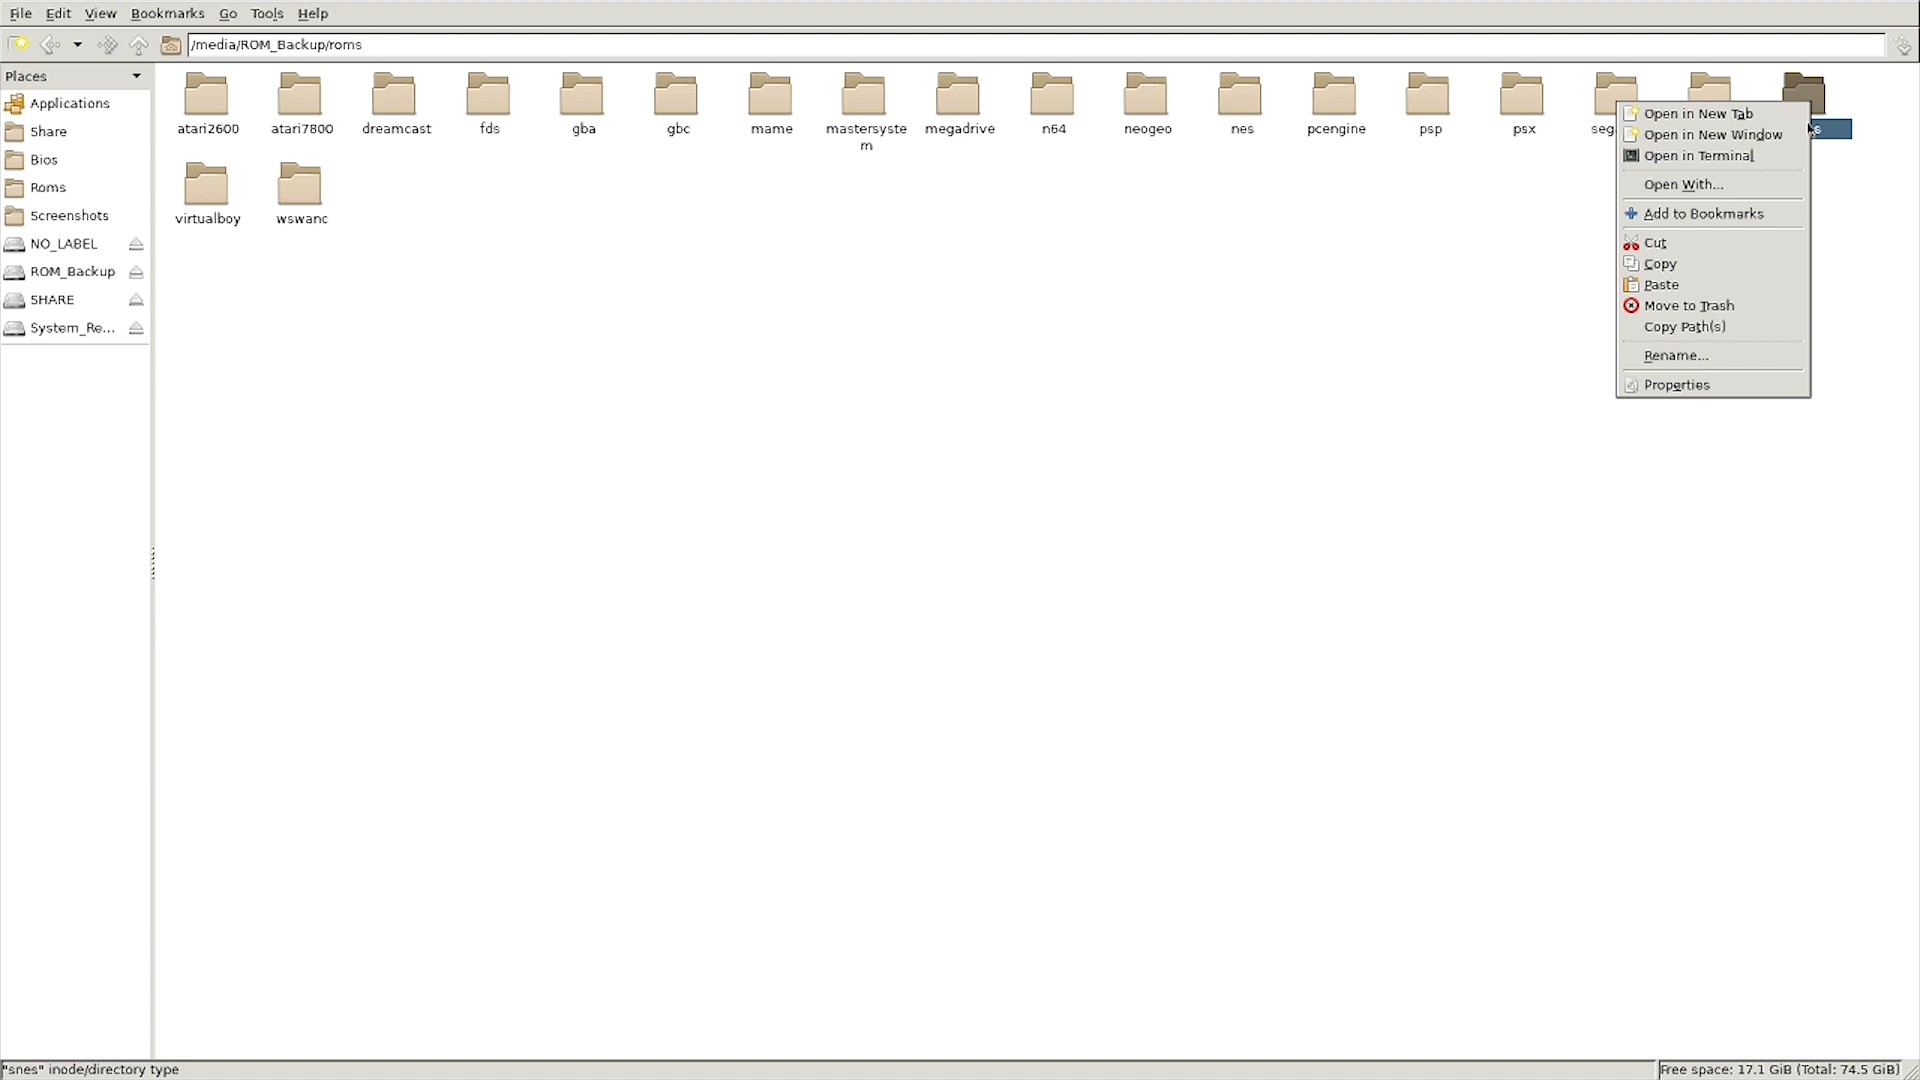 File Edit View Bookmarks Go Tools Help
/media/ROM_Backup/roms
Places
Applications
Share
Bios
Roms
Screenshots
NO_LABEL
ROM_Backup
SHARE
System_Re...
atari2600 atari7800 dreamcast fds gba gbc mame mastersyste megadrive n64 neogeo nes pcengine psp psx
m
virtualboy wswanc
Open in New Tab
Open in New Window
Open in Terminal
Open With...
Add to Bookmarks
Cut
Copy
Paste
Move to Trash
Copy Path(s)
Rename...
Properties
"snes" inode/directory type
Free space: 17.1 GiB (Total: 74.5 GiB)